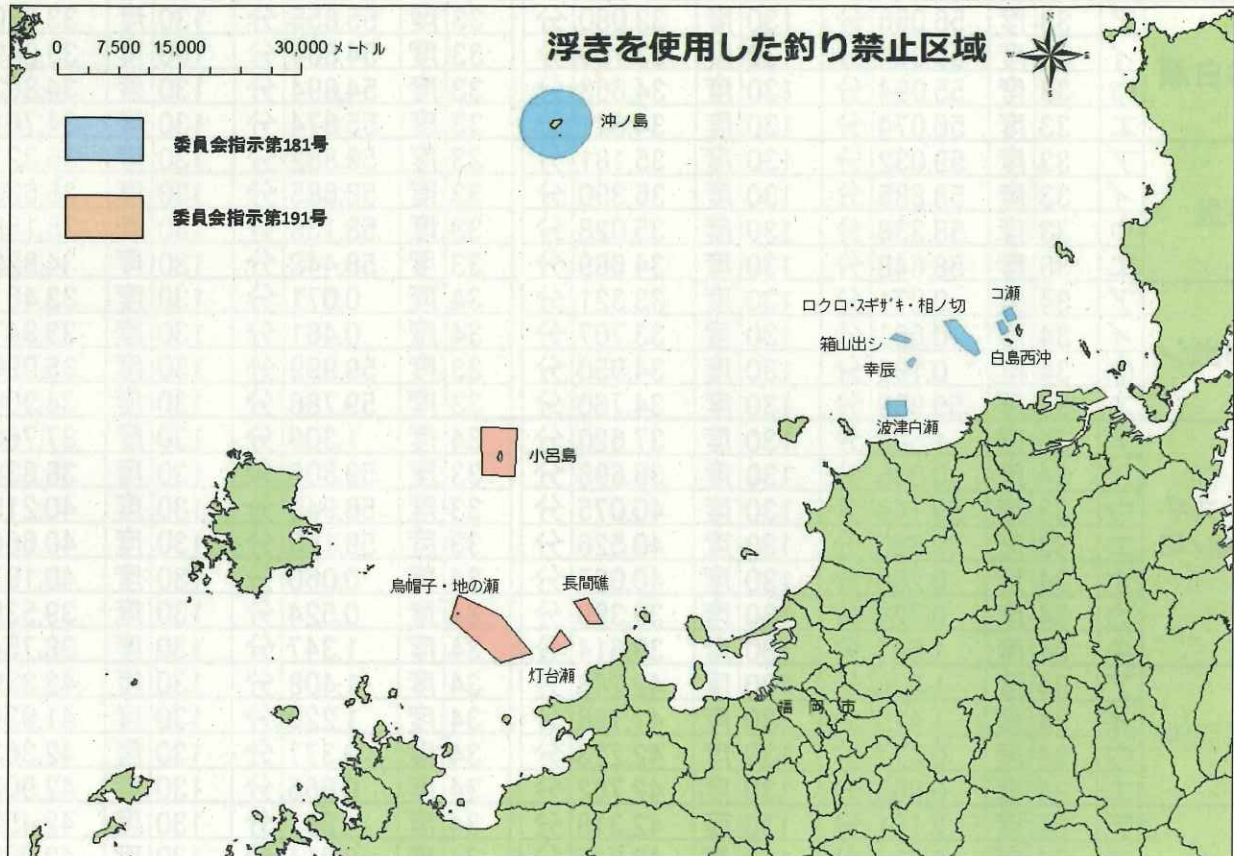 浮きを使用した釣り禁止区域
0 7,500 15,000 30,000 メートル
委員会指示第181号
委員会指示第191号
沖ノ島
コ瀬
ロクロ・スギザキ・相ノ切
箱山出シ
白島西沖
幸辰
波津白瀬
小呂島
烏帽子・地の瀬
長間礁
灯台瀬
福岡市